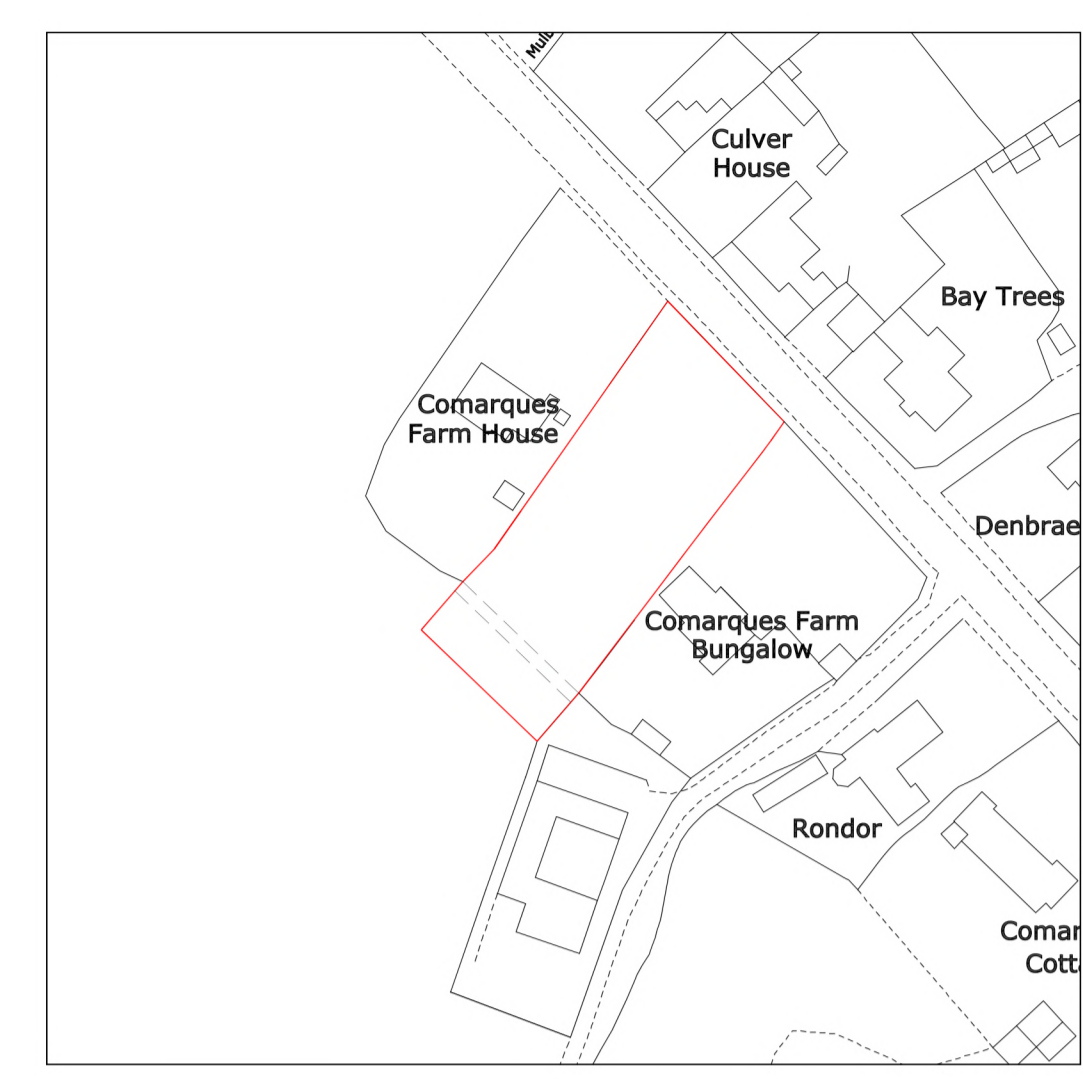 Culver
House
Bay Trees
Comarques
Farm House
Denbrae
Comarques Farm
Bungalow
Rondor